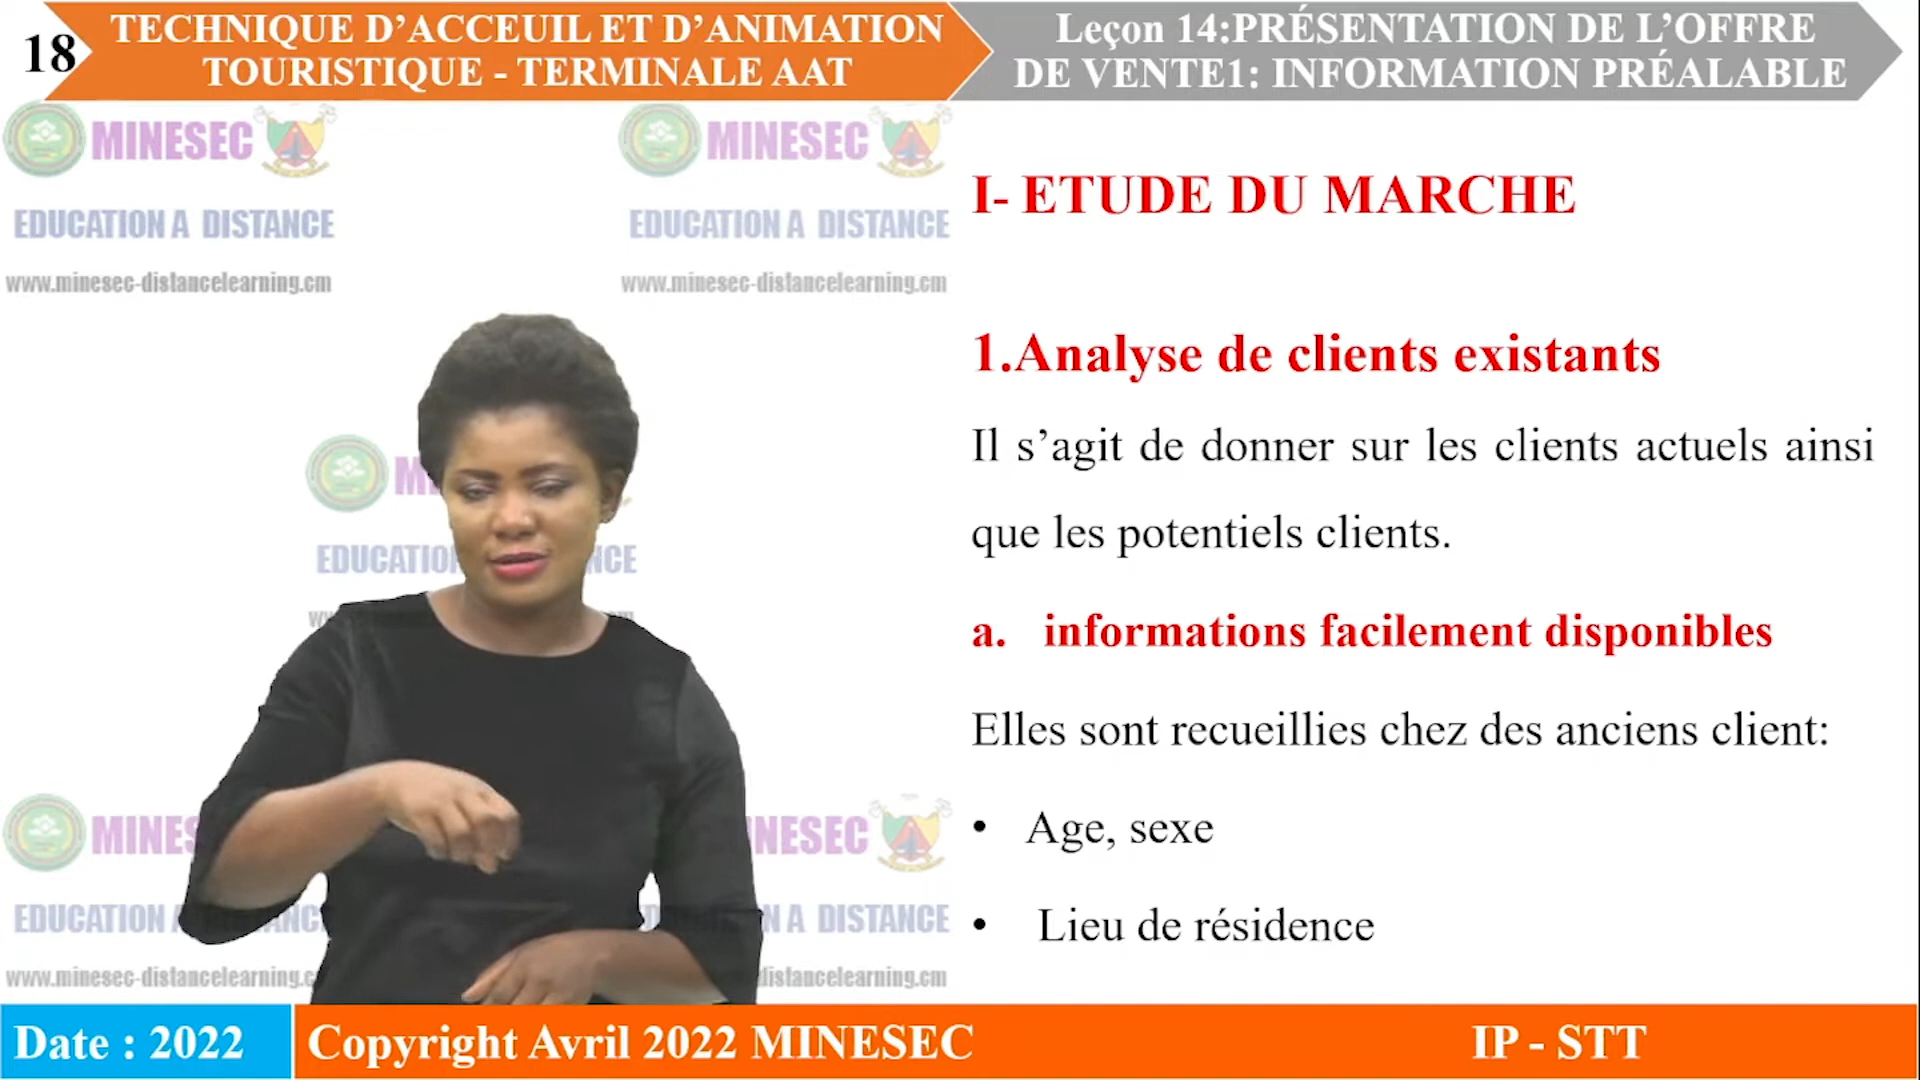 18
TECHNIQUE D’ACCEUIL ET D’ANIMATION
TOURISTIQUE - TERMINALE AAT
Leçon 14:PRÉSENTATION DE L’OFFRE
DE VENTE1: INFORMATION PRÉALABLE
MINESEC
EDUCATION A DISTANCE
www.minesec-distancelearning.cm
MINESEC
EDUCATION A DISTANCE
www.minesec-distancelearning.cm
I- ETUDE DU MARCHE
1.Analyse de clients existants
Il s’agit de donner sur les clients actuels ainsi
que les potentiels clients.
a. informations facilement disponibles
Elles sont recueillies chez des anciens client:
• Age, sexe
• Lieu de résidence
Date : 2022
Copyright Avril 2022 MINESEC
IP - STT